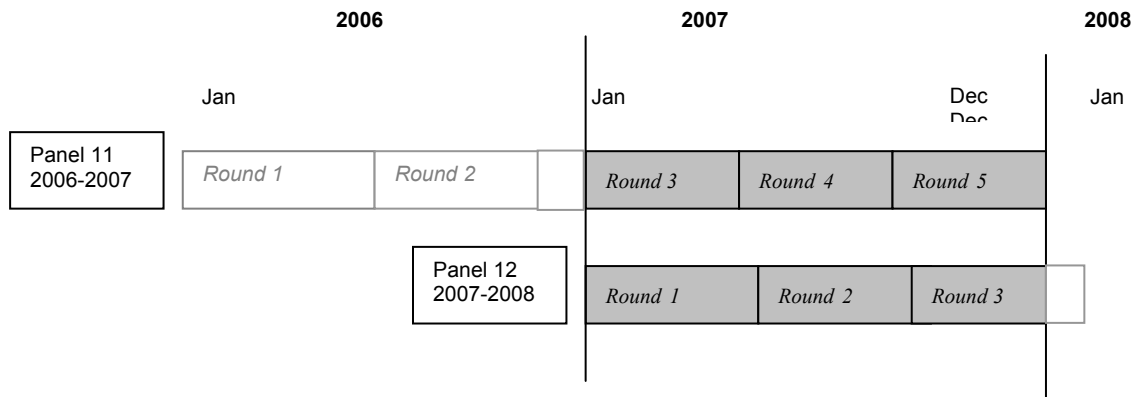 2006 2007 2008
Jan Jan Dec Jan
Dec
Panel 11
2006-2007
Round 1 Round 2 Round 3 Round 4 Round 5
Panel 12
2007-2008
Round 1 Round 2 Round 3